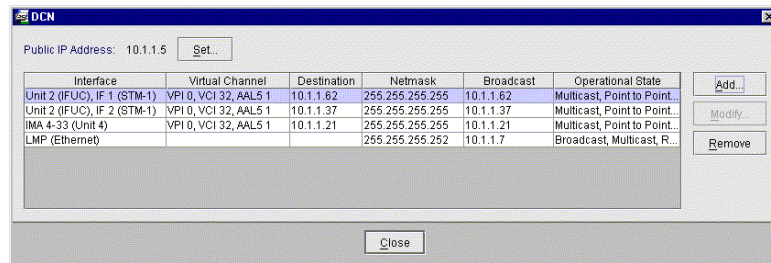 DCN
Public IP Address: 10.1.1.5 Set...
Interface Virtual Channel Destination Netmask Broadcast Operational State
Unit 2 (IFUC), IF 1 (STM-1) VPI 0, VCI 32, AAL5 1 10.1.1.62 255.255.255.255 10.1.1.62 Multicast, Point to Point...
Unit 2 (IFUC), IF 2 (STM-1) VPI 0, VCI 32, AAL5 1 10.1.1.37 255.255.255.255 10.1.1.37 Multicast, Point to Point...
IMA 4-33 (Unit 4) VPI 0, VCI 32, AAL5 1 10.1.1.21 255.255.255.255 10.1.1.21 Multicast, Point to Point...
LMP (Ethernet) 255.255.255.252 10.1.1.7 Broadcast, Multicast, R...
Add...
Modify...
Remove
Close